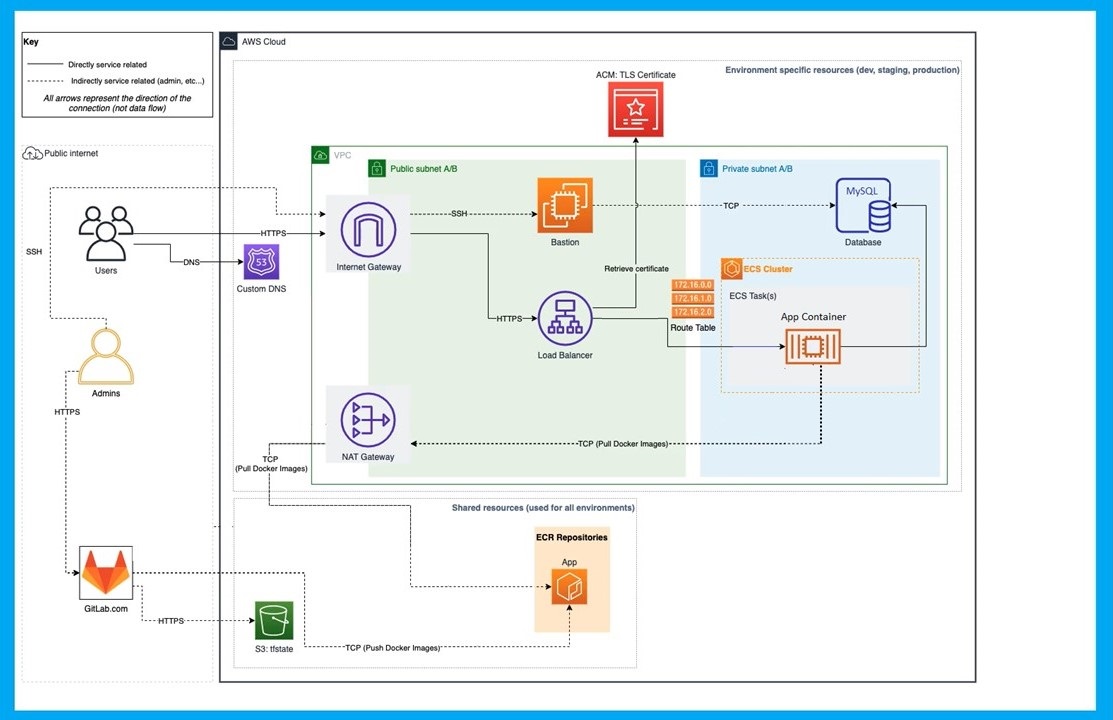 Key
Directly service related
Indirectly service related (admin, etc...)
All arrows represent the direction of the
connection (not data flow)
AWS Cloud
Environment specific resources (dev, staging, production)
ACM: TLS Certificate
Public internet
VPC
Public subnet A/B
Private subnet A/B
MySQL
SSH
TCP
HTTPS
Internet Gateway
Bastion
Database
SSH
Users
DNS
53
Custom DNS
Retrieve certificate
ECS Cluster
172.16.0.0
172.16.1.0
172.16.2.0
Route Table
ECS Task(s)
App Container
HTTPS
Load Balancer
Admins
HTTPS
TCP (Pull Docker Images)
NAT Gateway
TCP
(Pull Docker Images)
Shared resources (used for all environments)
ECR Repositories
App
GitLab.com
HTTPS
S3: tfstate
TCP (Push Docker Images)